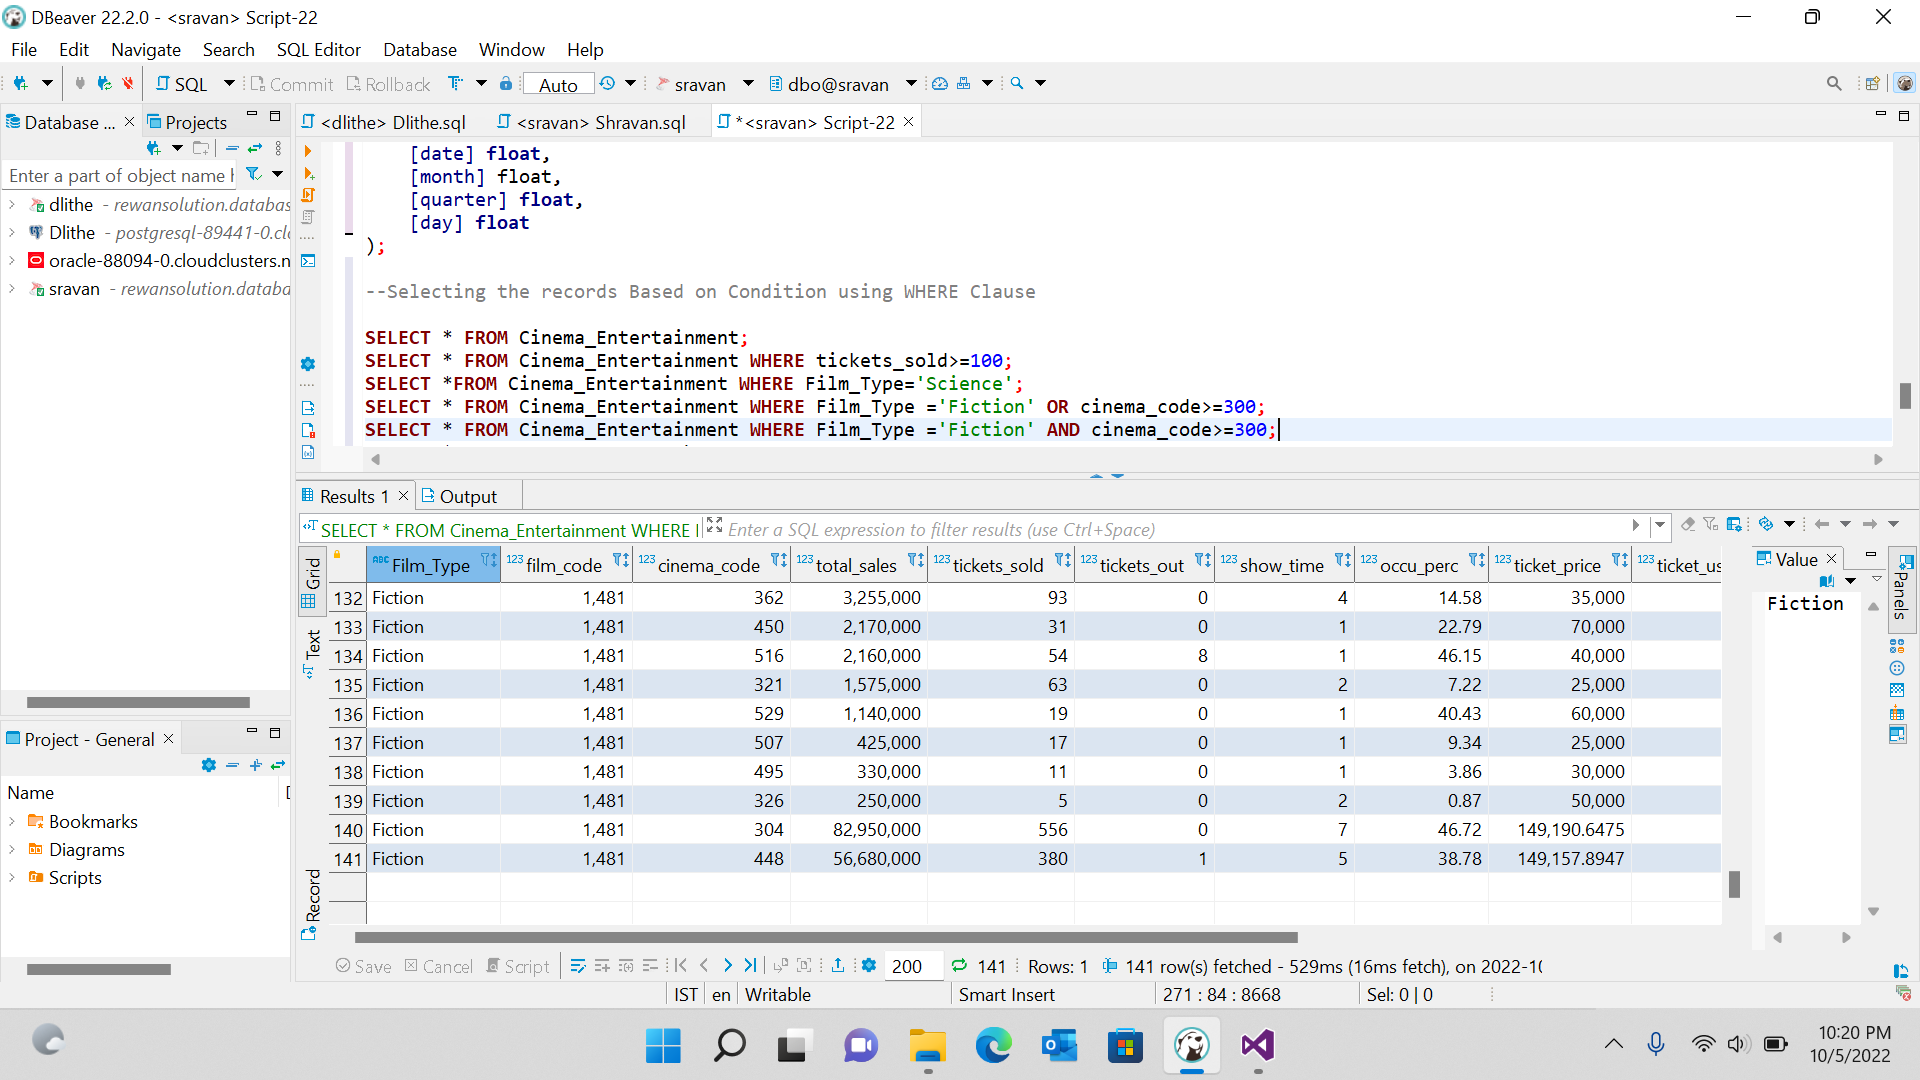 DBeaver 22.2.0 - <sravan> Script-22
File Edit Navigate Search SQL Editor Database Window Help
SQL Commit Rollback Auto sravan dbo@sravan
Database ... Projects
<dlithe> Dlithe.sql <sravan> Shravan.sql *<sravan> Script-22
Enter a part of object name h
dlithe - rewansolution.databas
Dlithe - postgresql-89441-0.clo
oracle-88094-0.cloudclusters.n
sravan - rewansolution.databa
[date] float,
[month] float,
[quarter] float,
[day] float
);
--Selecting the records Based on Condition using WHERE Clause
SELECT * FROM Cinema_Entertainment;
SELECT * FROM Cinema_Entertainment WHERE tickets_sold>=100;
SELECT *FROM Cinema_Entertainment WHERE Film_Type='Science';
SELECT * FROM Cinema_Entertainment WHERE Film_Type ='Fiction' OR cinema_code>=300;
SELECT * FROM Cinema_Entertainment WHERE Film_Type ='Fiction' AND cinema_code>=300;
Results 1 Output
SELECT * FROM Cinema_Entertainment WHERE Enter a SQL expression to filter results (use Ctrl+Space)
Grid
Text
Record
ABC Film_Type 123 film_code 123 cinema_code 123 total_sales 123 tickets_sold 123 tickets_out 123 show_time 123 occu_perc 123 ticket_price 123 ticket_us
132 Fiction 1,481 362 3,255,000 93 0 4 14.58 35,000
133 Fiction 1,481 450 2,170,000 31 0 1 22.79 70,000
134 Fiction 1,481 516 2,160,000 54 8 1 46.15 40,000
135 Fiction 1,481 321 1,575,000 63 0 2 7.22 25,000
136 Fiction 1,481 529 1,140,000 19 0 1 40.43 60,000
137 Fiction 1,481 507 425,000 17 0 1 9.34 25,000
138 Fiction 1,481 495 330,000 11 0 1 3.86 30,000
139 Fiction 1,481 326 250,000 5 0 2 0.87 50,000
140 Fiction 1,481 304 82,950,000 556 0 7 46.72 149,190.6475
141 Fiction 1,481 448 56,680,000 380 1 5 38.78 149,157.8947
Value
Fiction
Panels
Project - General
Name
Bookmarks
Diagrams
Scripts
Save Cancel Script 200 141 Rows: 1 141 row(s) fetched - 529ms (16ms fetch), on 2022-10
IST en Writable Smart Insert 271 : 84 : 8668 Sel: 0 | 0
10:20 PM
10/5/2022